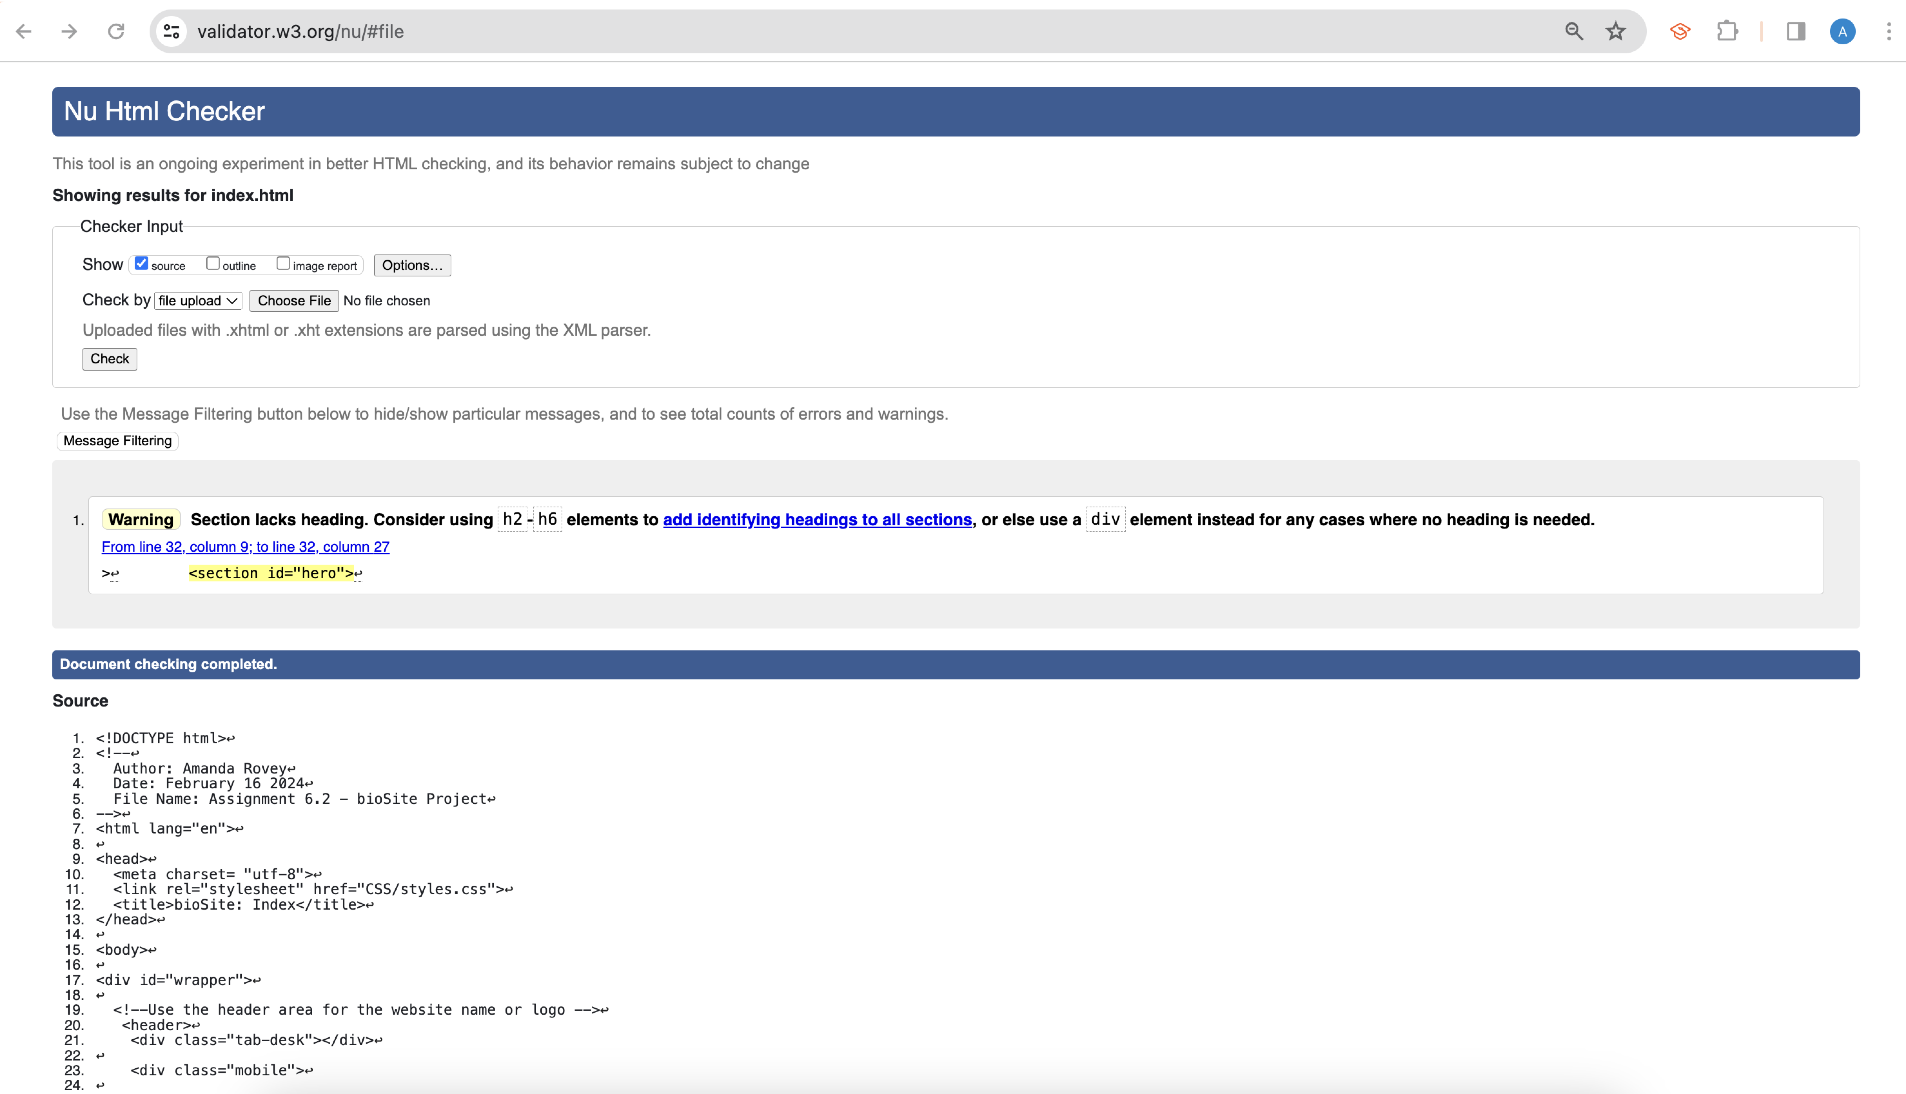 validator.w3.org/nu/#file
A
Nu Html Checker
This tool is an ongoing experiment in better HTML checking, and its behavior remains subject to change
Showing results for index.html
Checker Input
Show source outline image report Options...
Check by file upload Choose File No file chosen
Uploaded files with .xhtml or .xht extensions are parsed using the XML parser.
Check
Use the Message Filtering button below to hide/show particular messages, and to see total counts of errors and warnings.
Message Filtering
1. Warning Section lacks heading. Consider using h2-h6 elements to add identifying headings to all sections, or else use a div element instead for any cases where no heading is needed.
From line 32, column 9; to line 32, column 27
>↩ <section id="hero">↩
Document checking completed.
Source
1. <!DOCTYPE html>↩
2. <!--↩
3. Author: Amanda Rovey↩
4. Date: February 16 2024↩
5. File Name: Assignment 6.2 - bioSite Project↩
6. -->↩
7. <html lang="en">↩
8. ↩
9. <head>↩
10. <meta charset= "utf-8">↩
11. <link rel="stylesheet" href="CSS/styles.css">↩
12. <title>bioSite: Index</title>↩
13. </head>↩
14. ↩
15. <body>↩
16. ↩
17. <div id="wrapper">↩
18. ↩
19. <!--Use the header area for the website name or logo -->↩
20. <header>↩
21. <div class="tab-desk"></div>↩
22. ↩
23. <div class="mobile">↩
24. ↩